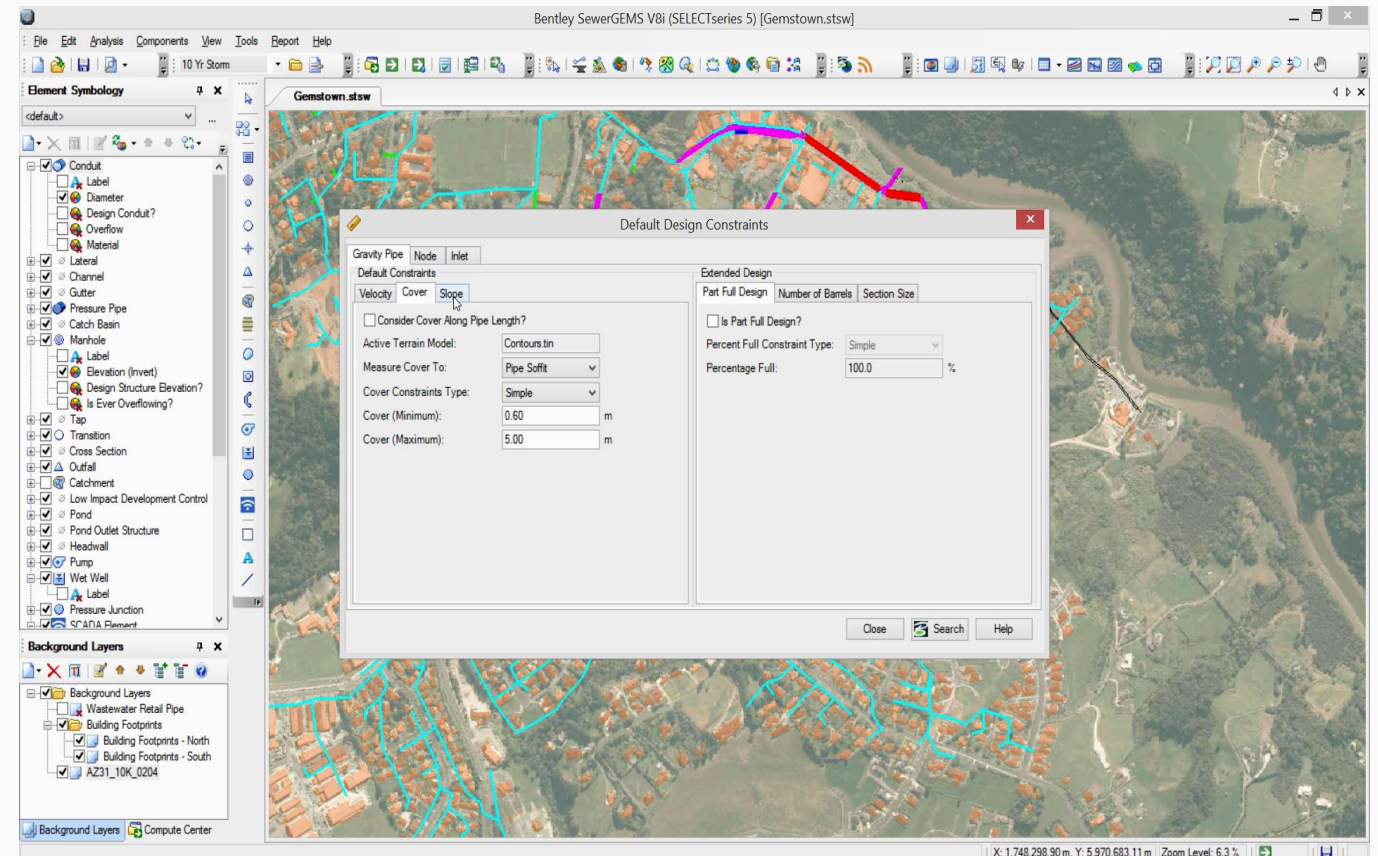 Bentley SewerGEMS V8i (SELECTseries 5) [Gemstown.stsw]
File Edit Analysis Components View Tools Report Help
10 Yr Storm
Element Symbology
Gemstown.stsw
<default>
Conduit
Label
Diameter
Design Conduit?
Overflow
Material
Lateral
Channel
Gutter
Pressure Pipe
Catch Basin
Manhole
Label
Elevation (Invert)
Design Structure Elevation?
Is Ever Overflowing?
Tap
Transition
Cross Section
Outfall
Catchment
Low Impact Development Control
Pond
Pond Outlet Structure
Headwall
Pump
Wet Well
Label
Pressure Junction
SCADA Element
Background Layers
Background Layers
Wastewater Retail Pipe
Building Footprints
Building Footprints - North
Building Footprints - South
AZ31_10K_0204
Background Layers Compute Center
Default Design Constraints
Gravity Pipe Node Inlet
Default Constraints
Velocity Cover Slope
Consider Cover Along Pipe Length?
Active Terrain Model: Contours.tin
Measure Cover To: Pipe Soffit
Cover Constraints Type: Simple
Cover (Minimum): 0.60 m
Cover (Maximum): 5.00 m
Extended Design
Part Full Design Number of Barrels Section Size
Is Part Full Design?
Percent Full Constraint Type: Simple
Percentage Full: 100.0 %
Close Search Help
X: 1,748,298.90 m, Y: 5,970,683.11 m Zoom Level: 6.3 %